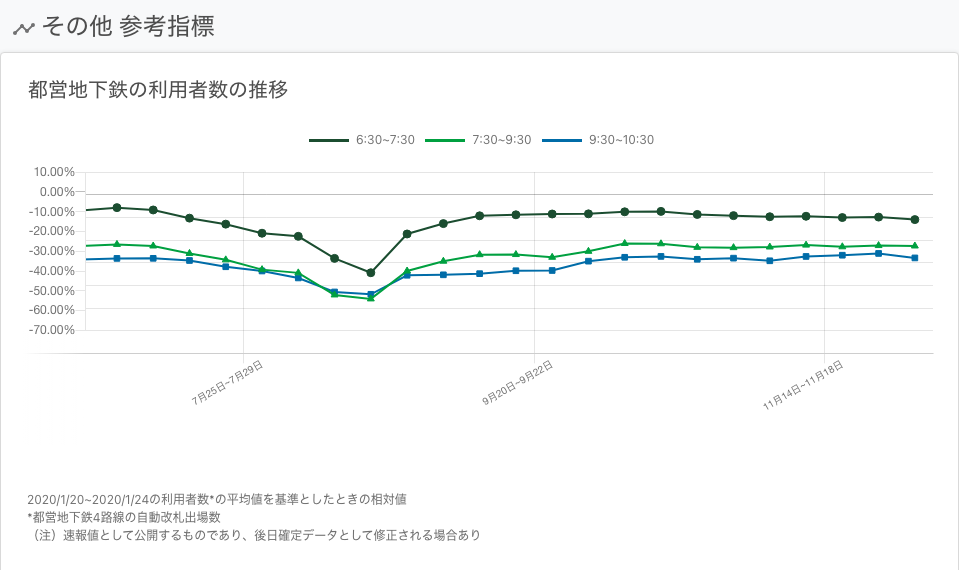 その他 参考指標
都営地下鉄の利用者数の推移
6:30~7:30 7:30~9:30 9:30~10:30
10.00%
0.00%
-10.00%
-20.00%
-30.00%
-40.00%
-50.00%
-60.00%
-70.00%
7月25日~7月29日
9月20日~9月22日
11月14日~11月18日
2020/1/20~2020/1/24の利用者数*の平均値を基準としたときの相対値
*都営地下鉄4路線の自動改札出場数
（注）速報値として公開するものであり、後日確定データとして修正される場合あり